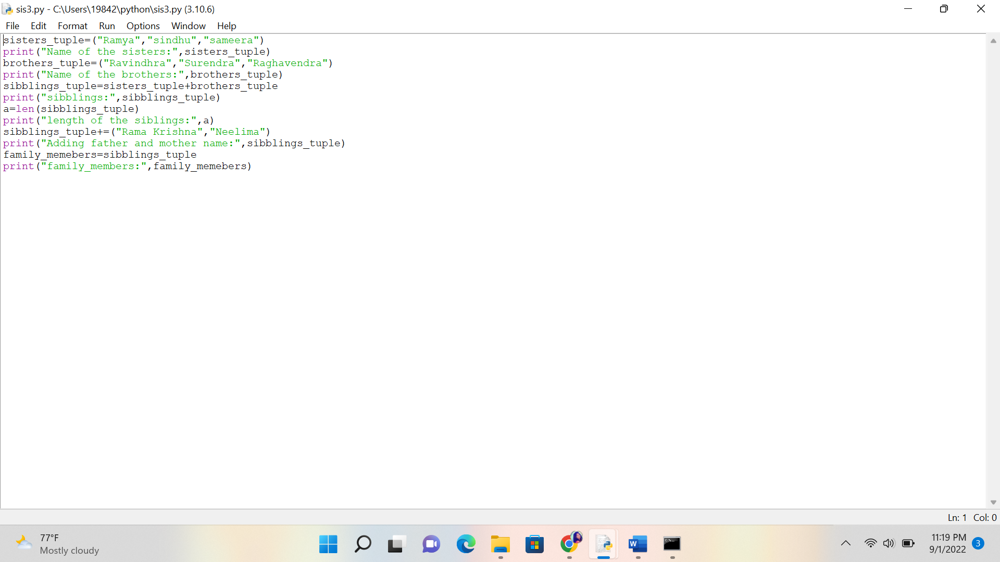 sis3.py - C:\Users\19842\python\sis3.py (3.10.6)
File Edit Format Run Options Window Help
sisters_tuple=("Ramya","sindhu","sameera")
print("Name of the sisters:",sisters_tuple)
brothers_tuple=("Ravindhra","Surendra","Raghavendra")
print("Name of the brothers:",brothers_tuple)
sibblings_tuple=sisters_tuple+brothers_tuple
print("sibblings:",sibblings_tuple)
a=len(sibblings_tuple)
print("length of the siblings:",a)
sibblings_tuple+=("Rama Krishna","Neelima")
print("Adding father and mother name:",sibblings_tuple)
family_memebers=sibblings_tuple
print("family_members:",family_memebers)
Ln: 1 Col: 0
77°F
Mostly cloudy
W
C:\
11:19 PM
9/1/2022
3